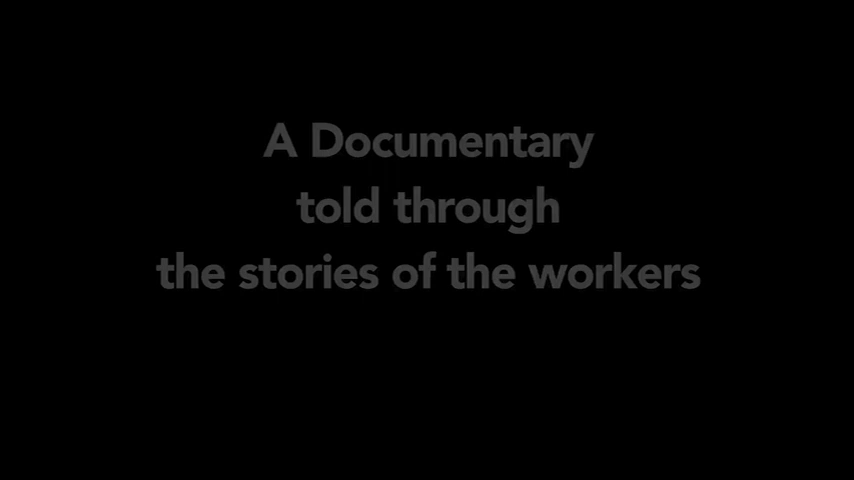 A Documentary
told through
the stories of the workers